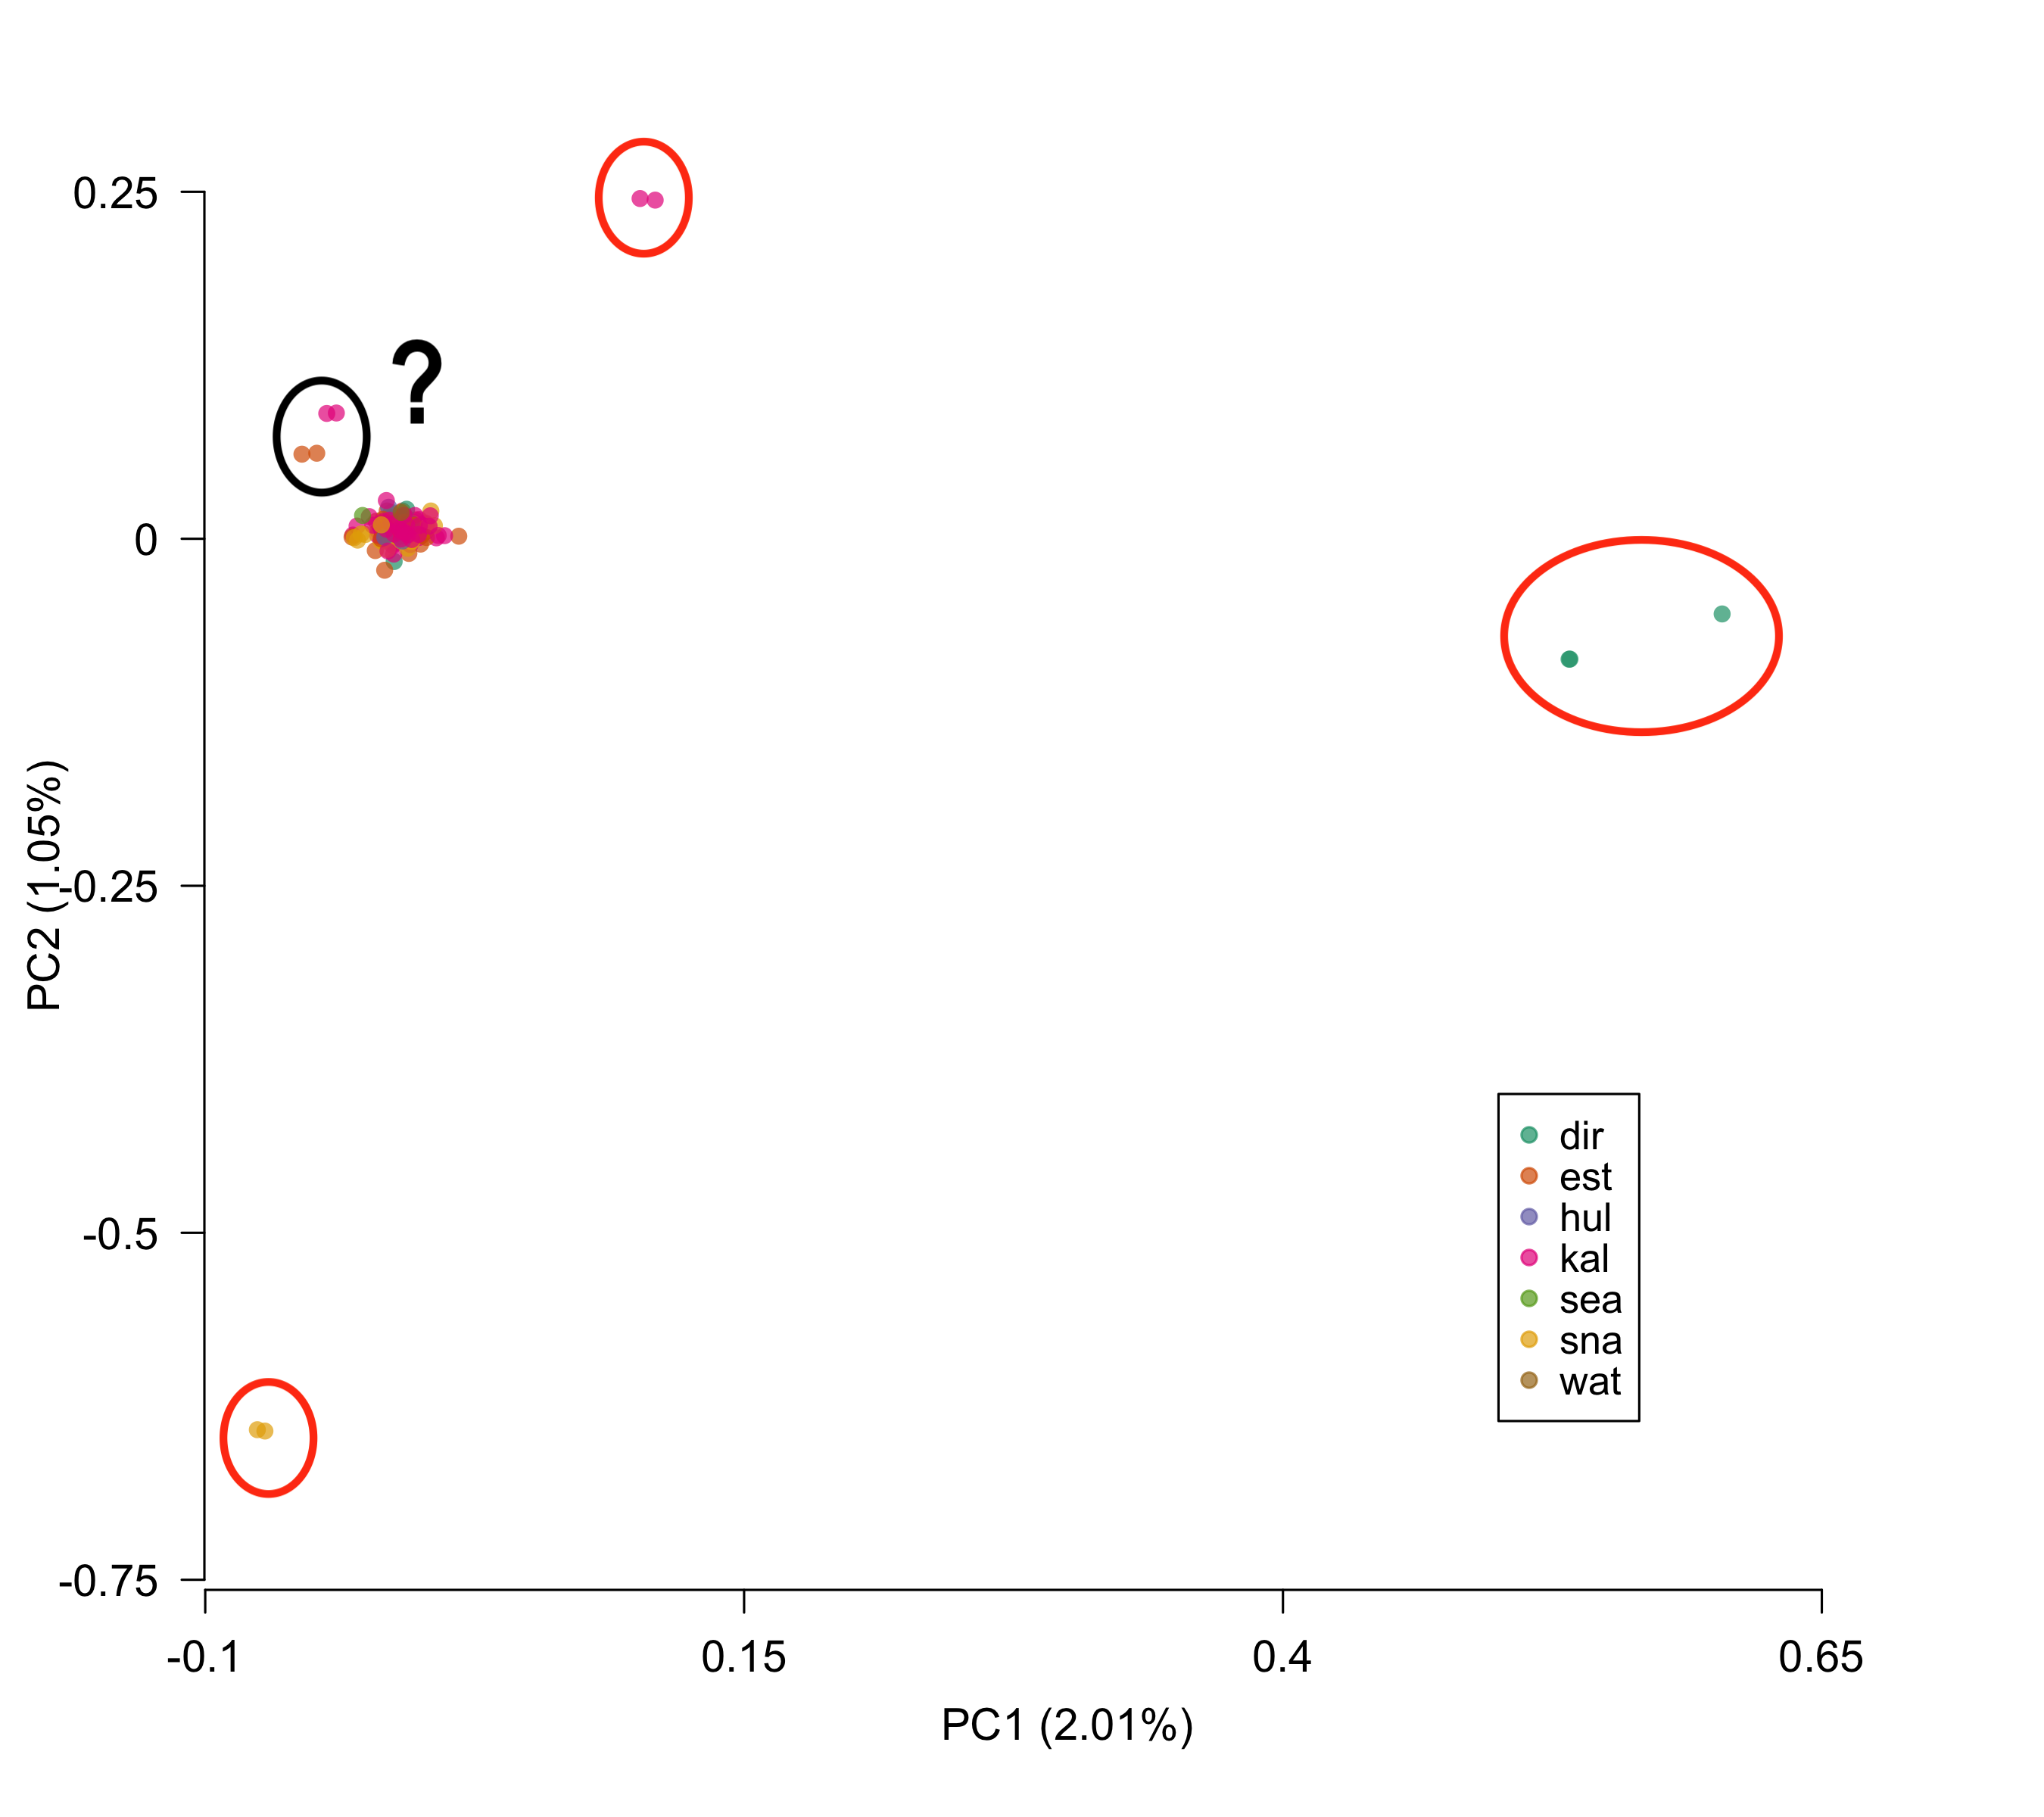 0.25
?
0
-0.25
-0.5
-0.75
PC2 (1.05%)
dir
est
hul
kal
sea
sna
wat
-0.1
0.15
0.4
0.65
PC1 (2.01%)